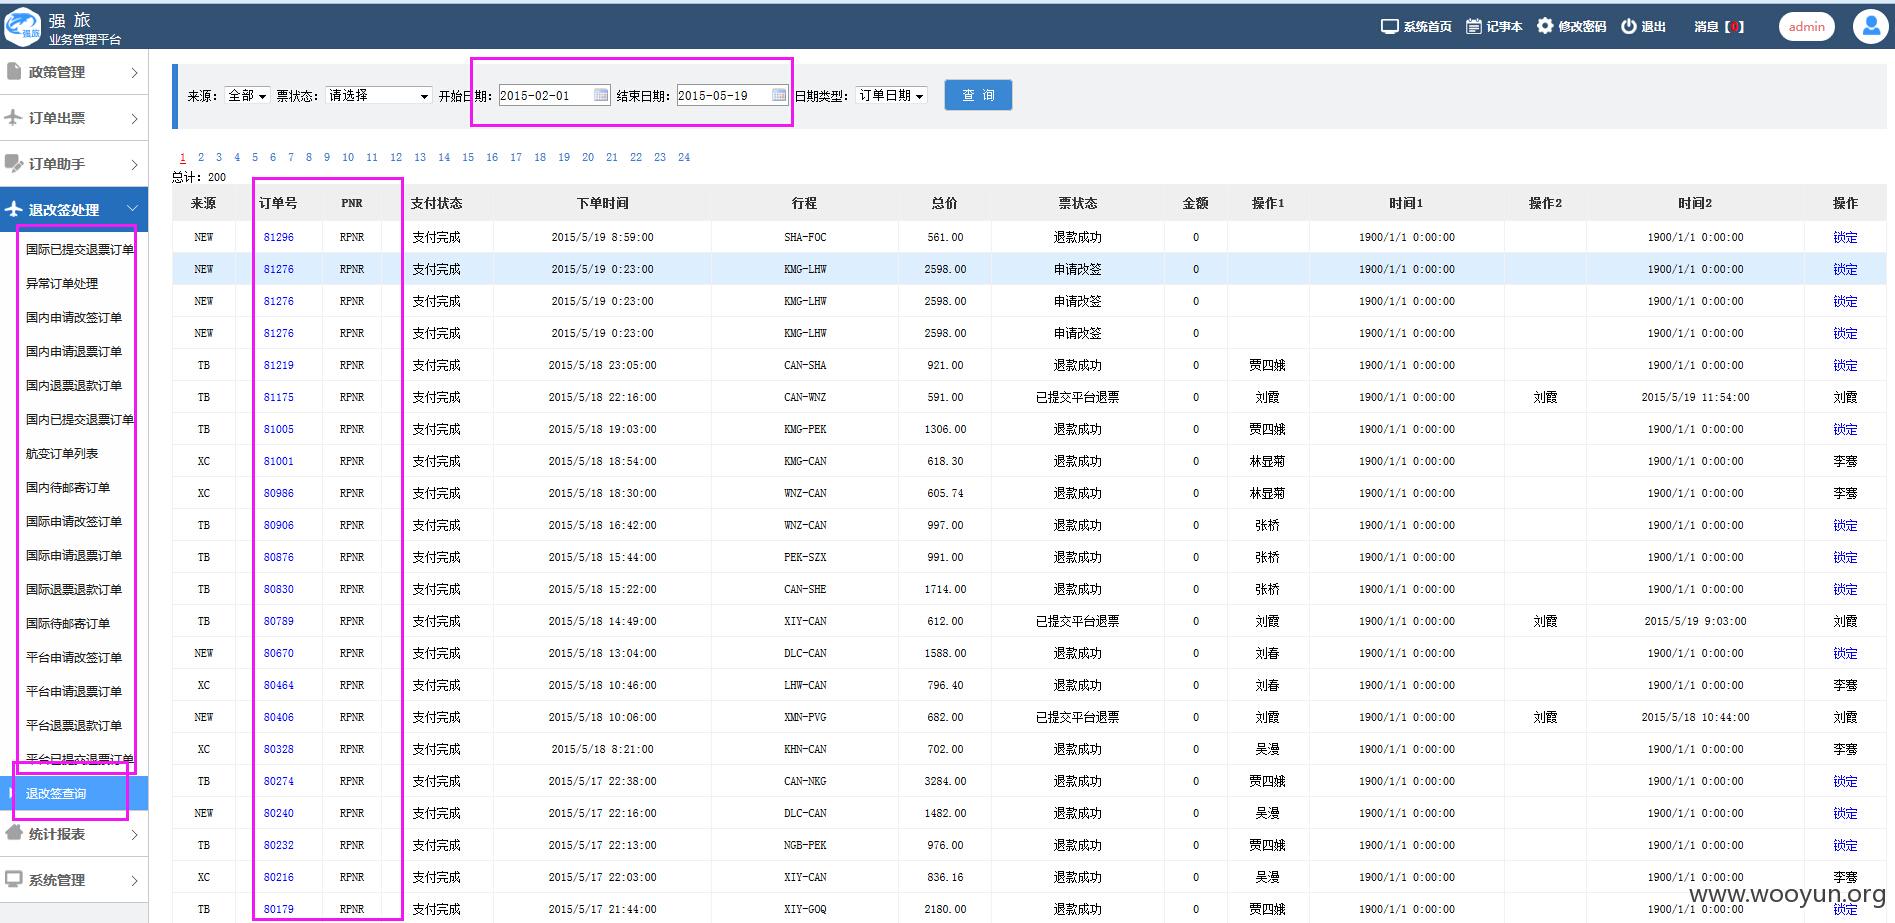 强 旅
业务管理平台
系统首页 记事本 修改密码 退出 消息【0】 admin
政策管理
订单出票
订单助手
退改签处理
国际已提交退票订单
异常订单处理
国内申请改签订单
国内申请退票订单
国内退票退款订单
国内已提交退票订单
航变订单列表
国内待邮寄订单
国际申请改签订单
国际申请退票订单
国际退票退款订单
国际待邮寄订单
平台申请改签订单
平台申请退票订单
平台退票退款订单
平台已提交退票订单
退改签查询
统计报表
系统管理
来源: 全部 票状态: 请选择 开始日期: 2015-02-01 结束日期: 2015-05-19 日期类型: 订单日期 查 询
1 2 3 4 5 6 7 8 9 10 11 12 13 14 15 16 17 18 19 20 21 22 23 24
总计: 200
来源 订单号 PNR 支付状态 下单时间 行程 总价 票状态 金额 操作1 时间1 操作2 时间2 操作
NEW 81296 RPNR 支付完成 2015/5/19 8:59:00 SHA-FOC 561.00 退款成功 0 1900/1/1 0:00:00 1900/1/1 0:00:00 锁定
NEW 81276 RPNR 支付完成 2015/5/19 0:23:00 KMG-LHW 2598.00 申请改签 0 1900/1/1 0:00:00 1900/1/1 0:00:00 锁定
NEW 81276 RPNR 支付完成 2015/5/19 0:23:00 KMG-LHW 2598.00 申请改签 0 1900/1/1 0:00:00 1900/1/1 0:00:00 锁定
NEW 81276 RPNR 支付完成 2015/5/19 0:23:00 KMG-LHW 2598.00 申请改签 0 1900/1/1 0:00:00 1900/1/1 0:00:00 锁定
TB 81219 RPNR 支付完成 2015/5/18 23:05:00 CAN-SHA 921.00 退款成功 0 贾四娥 1900/1/1 0:00:00 1900/1/1 0:00:00 锁定
TB 81175 RPNR 支付完成 2015/5/18 22:16:00 CAN-WNZ 591.00 已提交平台退票 0 刘霞 1900/1/1 0:00:00 刘霞 2015/5/19 11:54:00 刘霞
TB 81005 RPNR 支付完成 2015/5/18 19:03:00 KMG-PEK 1306.00 退款成功 0 贾四娥 1900/1/1 0:00:00 1900/1/1 0:00:00 锁定
XC 81001 RPNR 支付完成 2015/5/18 18:54:00 KMG-CAN 618.30 退款成功 0 林显菊 1900/1/1 0:00:00 1900/1/1 0:00:00 李骞
XC 80986 RPNR 支付完成 2015/5/18 18:30:00 WNZ-CAN 605.74 退款成功 0 林显菊 1900/1/1 0:00:00 1900/1/1 0:00:00 李骞
TB 80906 RPNR 支付完成 2015/5/18 16:42:00 WNZ-CAN 997.00 退款成功 0 张桥 1900/1/1 0:00:00 1900/1/1 0:00:00 锁定
TB 80876 RPNR 支付完成 2015/5/18 15:44:00 PEK-SZX 991.00 退款成功 0 张桥 1900/1/1 0:00:00 1900/1/1 0:00:00 锁定
TB 80830 RPNR 支付完成 2015/5/18 15:22:00 CAN-SHE 1714.00 退款成功 0 张桥 1900/1/1 0:00:00 1900/1/1 0:00:00 锁定
TB 80789 RPNR 支付完成 2015/5/18 14:49:00 XIY-CAN 612.00 已提交平台退票 0 刘霞 1900/1/1 0:00:00 刘霞 2015/5/19 9:03:00 刘霞
NEW 80670 RPNR 支付完成 2015/5/18 13:04:00 DLC-CAN 1588.00 退款成功 0 刘春 1900/1/1 0:00:00 1900/1/1 0:00:00 锁定
XC 80464 RPNR 支付完成 2015/5/18 10:46:00 LHW-CAN 796.40 退款成功 0 刘春 1900/1/1 0:00:00 1900/1/1 0:00:00 李骞
NEW 80406 RPNR 支付完成 2015/5/18 10:06:00 XMN-PVG 682.00 已提交平台退票 0 刘霞 1900/1/1 0:00:00 刘霞 2015/5/18 10:44:00 刘霞
XC 80328 RPNR 支付完成 2015/5/18 8:21:00 KHN-CAN 702.00 退款成功 0 吴漫 1900/1/1 0:00:00 1900/1/1 0:00:00 李骞
TB 80274 RPNR 支付完成 2015/5/17 22:38:00 CAN-NKG 3284.00 退款成功 0 贾四娥 1900/1/1 0:00:00 1900/1/1 0:00:00 锁定
NEW 80240 RPNR 支付完成 2015/5/17 22:16:00 DLC-CAN 1482.00 退款成功 0 吴漫 1900/1/1 0:00:00 1900/1/1 0:00:00 锁定
TB 80232 RPNR 支付完成 2015/5/17 22:13:00 NGB-PEK 976.00 退款成功 0 贾四娥 1900/1/1 0:00:00 1900/1/1 0:00:00 锁定
XC 80216 RPNR 支付完成 2015/5/17 22:03:00 XIY-CAN 836.16 退款成功 0 吴漫 1900/1/1 0:00:00 1900/1/1 0:00:00 李骞
TB 80179 RPNR 支付完成 2015/5/17 21:44:00 XIY-GOQ 2180.00 退款成功 0 贾四娥 1900/1/1 0:00:00 1900/1/1 0:00:00 锁定
www.wooyun.org